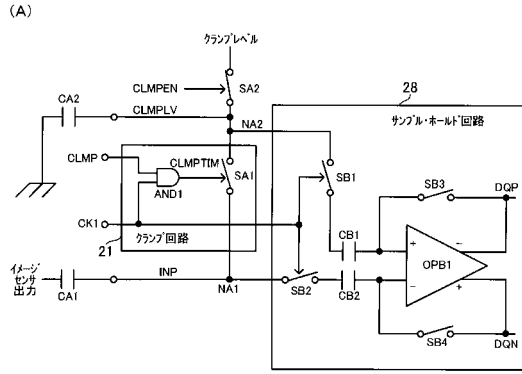 (A)
クランプレベル
CLMPEN
SA2
CA2
CLMPLV
NA2
28
サンプル・ホールド回路
CLMP
CLMPTIM
SA1
AND1
SB1
SB3
DQP
CK1
クランプ回路
21
CB1
+
−
OPB1
イメージ
センサ
出力
CA1
INP
NA1
SB2
CB2
−
+
SB4
DQN